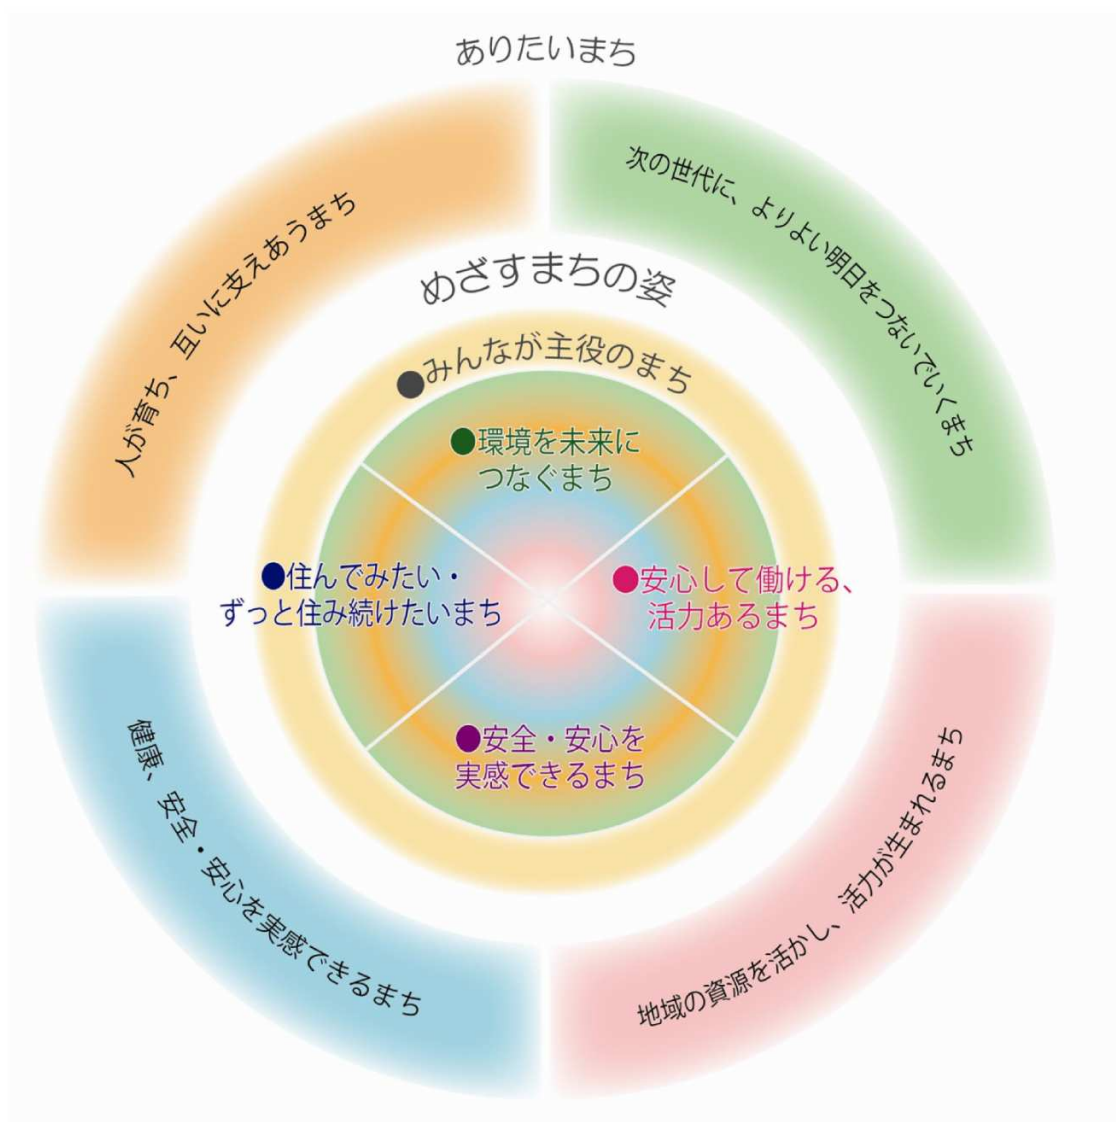 ありたいまち
人が育ち、互いに支えあうまち
次の世代に、よりよい明日をつないでいくまち
めざすまちの姿
●みんなが主役のまち
●環境を未来に
つなぐまち
●住んでみたい・
ずっと住み続けたいまち
●安心して働ける、
活力あるまち
●安全・安心を
実感できるまち
健康、安全・安心を実感できるまち
地域の資源を活かし、活力が生まれるまち